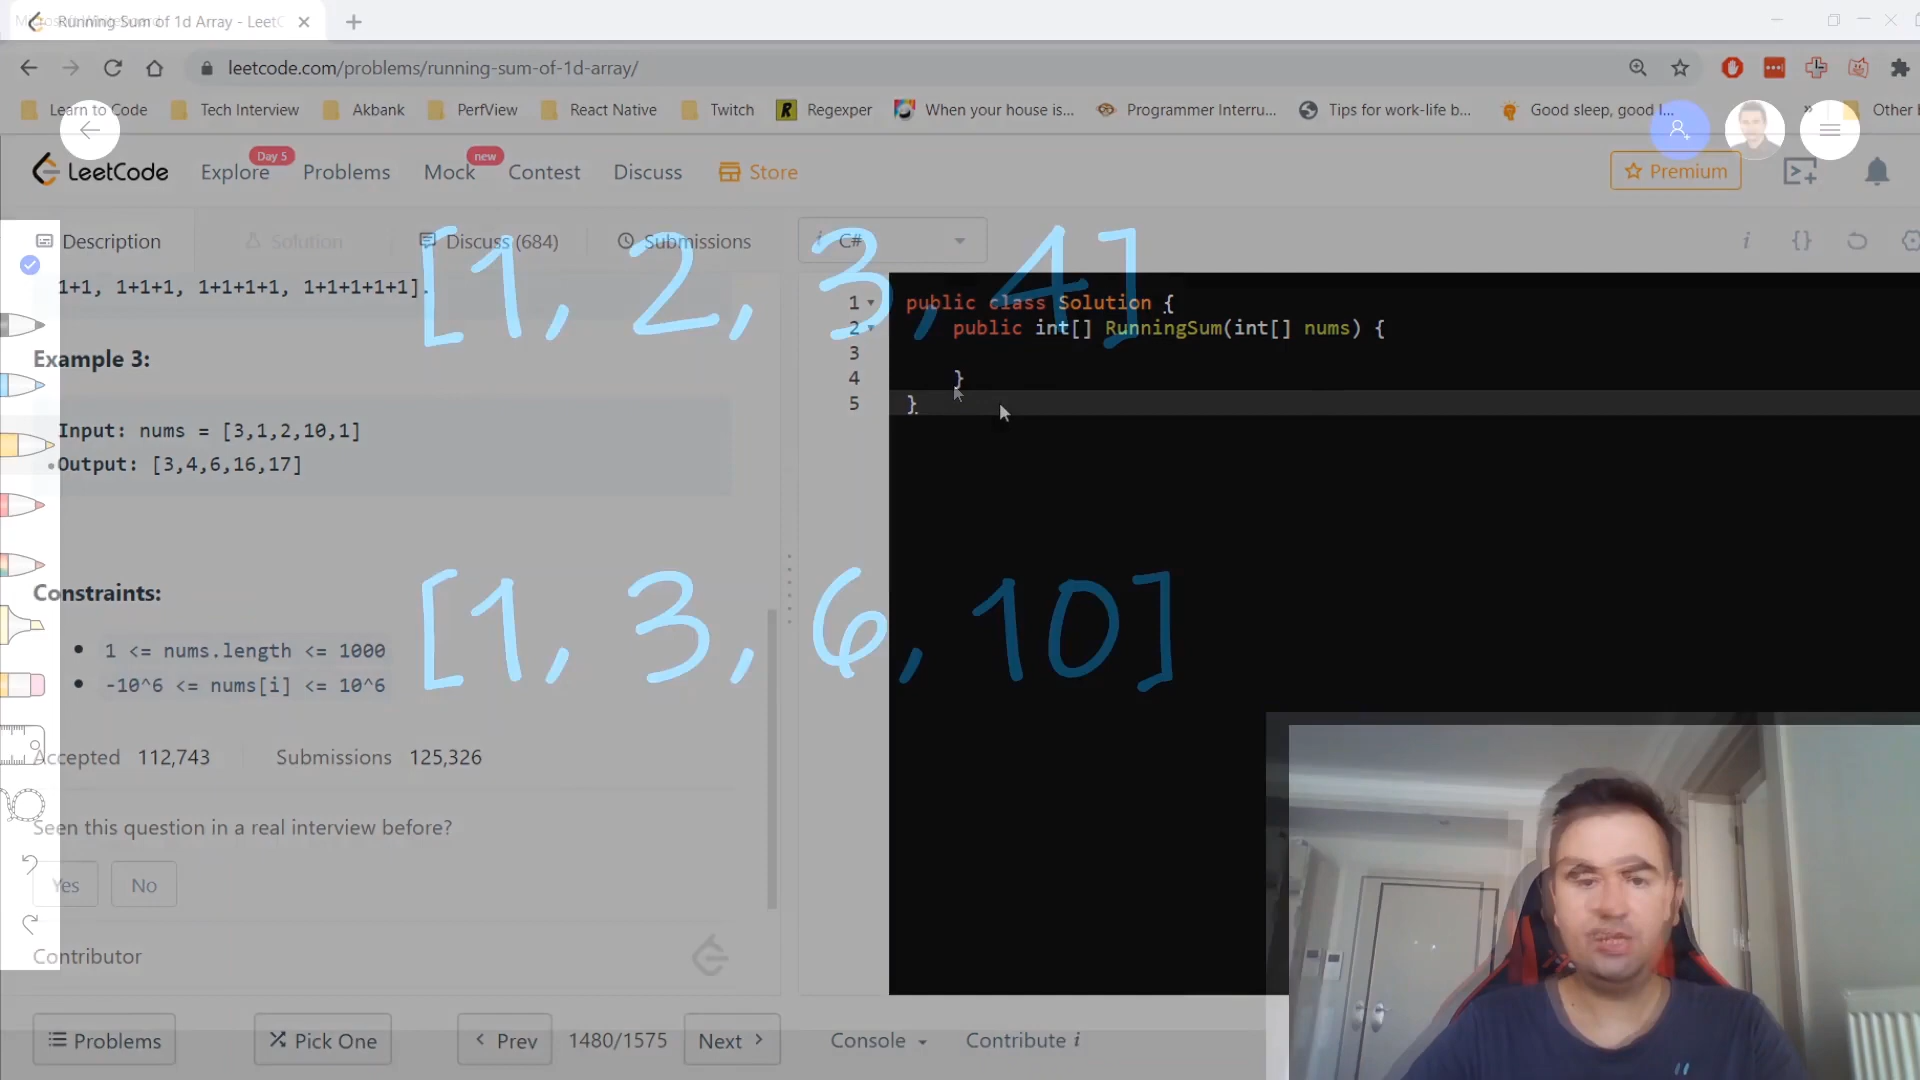 Running Sum of 1d Array - Leet
leetcode.com/problems/running-sum-of-1d-array/
Learn to Code Tech Interview Akbank PerfView React Native Twitch R Regexper When your house is... Programmer Interru... Tips for work-life b... Good sleep, good l... » Other b
LeetCode Explore Day 5 Problems Mock new Contest Discuss Store Premium
Description Solution Discuss (684) Submissions C#
[1, 2, 3, 4]
1+1, 1+1+1, 1+1+1+1, 1+1+1+1+1].
Example 3:
Input: nums = [3,1,2,10,1]
Output: [3,4,6,16,17]
1 public class Solution {
2 public int[] RunningSum(int[] nums) {
3
4 }
5 }
[1, 3, 6, 10]
Constraints:
• 1 <= nums.length <= 1000
• -10^6 <= nums[i] <= 10^6
Accepted 112,743 Submissions 125,326
Seen this question in a real interview before?
Yes No
Contributor
Problems Pick One Prev 1480/1575 Next Console Contribute i